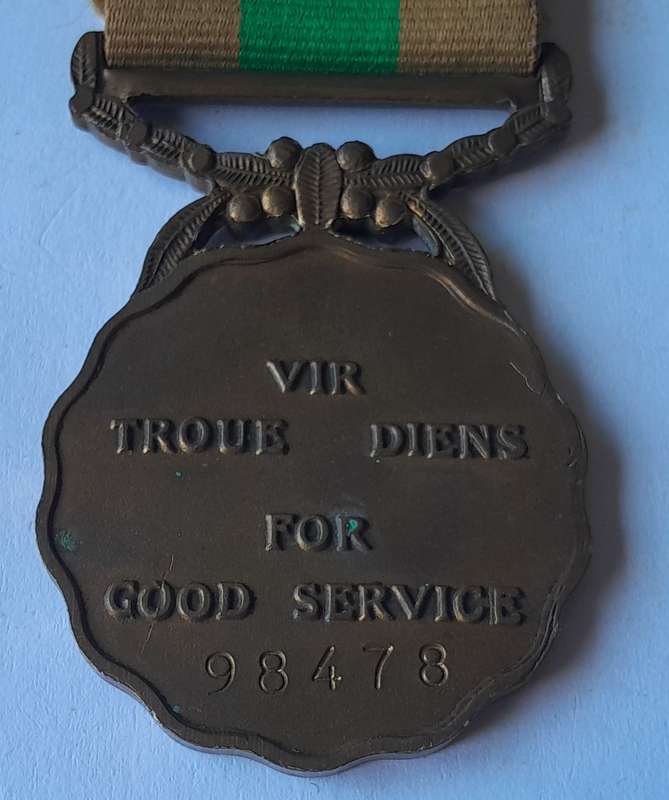 VIR
TROUE DIENS
FOR
GOOD SERVICE
98478